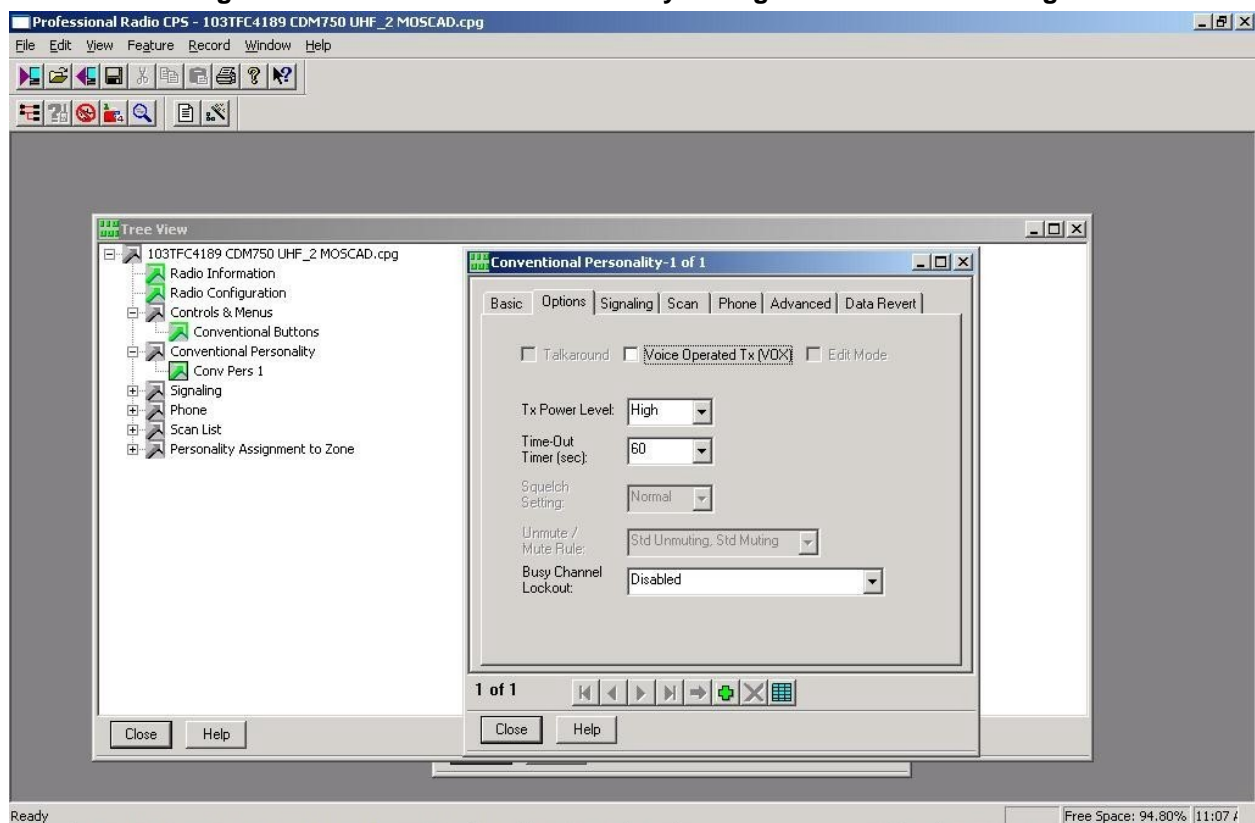 Professional Radio CPS - 103TFC4189 CDM750 UHF_2 MOSCAD.cpg
File Edit View Feature Record Window Help
Tree View
103TFC4189 CDM750 UHF_2 MOSCAD.cpg
Radio Information
Radio Configuration
Controls & Menus
Conventional Buttons
Conventional Personality
Conv Pers 1
Signaling
Phone
Scan List
Personality Assignment to Zone
Close Help
Conventional Personality-1 of 1
Basic Options Signaling Scan Phone Advanced Data Revert
Talkaround Voice Operated Tx (VOX) Edit Mode
Tx Power Level: High
Time-Out
Timer (sec): 60
Squelch
Setting: Normal
Unmute /
Mute Rule: Std Unmuting, Std Muting
Busy Channel
Lockout: Disabled
1 of 1
Close Help
Ready Free Space: 94.80% 11:07